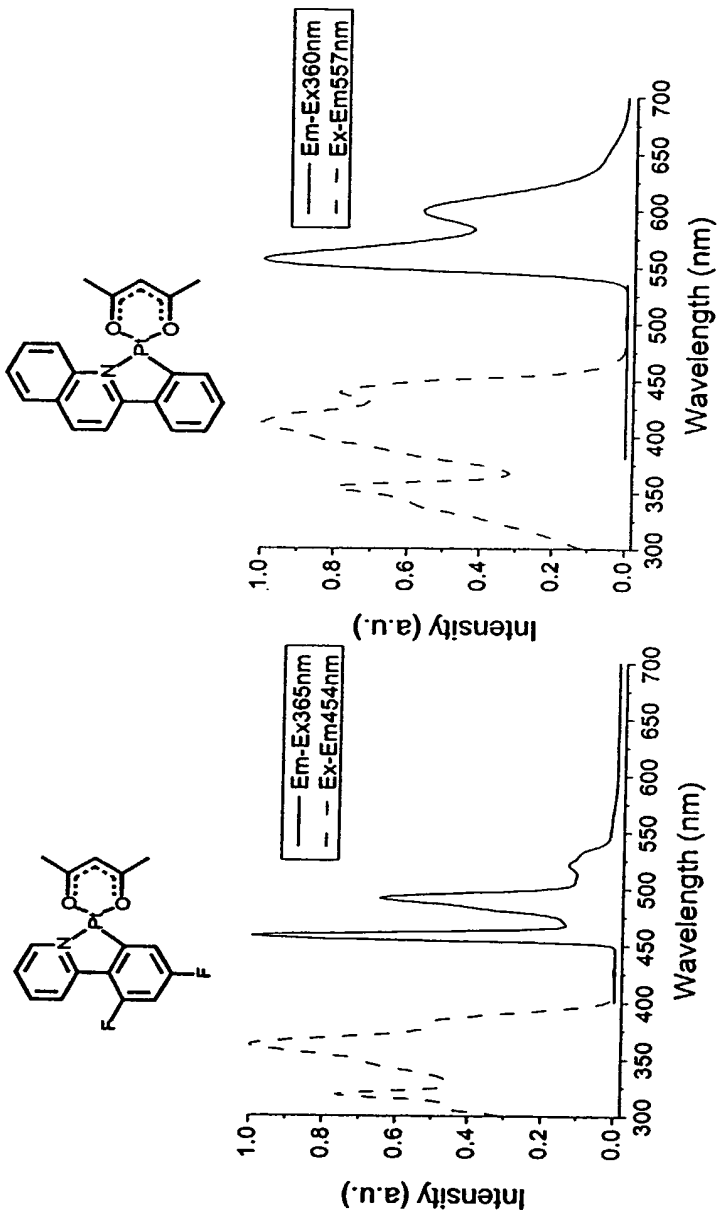 N
Pt
O
O
F
F
Em-Ex365nm
Ex-Em454nm
Intensity (a.u.)
1.0
0.8
0.6
0.4
0.2
0.0
300 350 400 450 500 550 600 650 700
Wavelength (nm)
N
Pt
O
O
Em-Ex360nm
Ex-Em557nm
Intensity (a.u.)
1.0
0.8
0.6
0.4
0.2
0.0
300 350 400 450 500 550 600 650 700
Wavelength (nm)